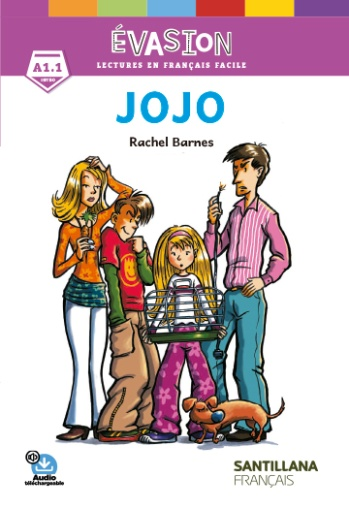 ÉVASION
LECTURES EN FRANÇAIS FACILE
A1.1
JOJO
Rachel Barnes
Audio
téléchargeable
SANTILLANA
FRANÇAIS